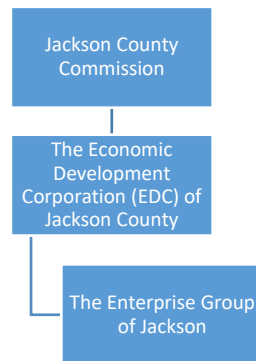 Jackson County
Commission
The Economic
Development
Corporation (EDC) of
Jackson County
The Enterprise Group
of Jackson